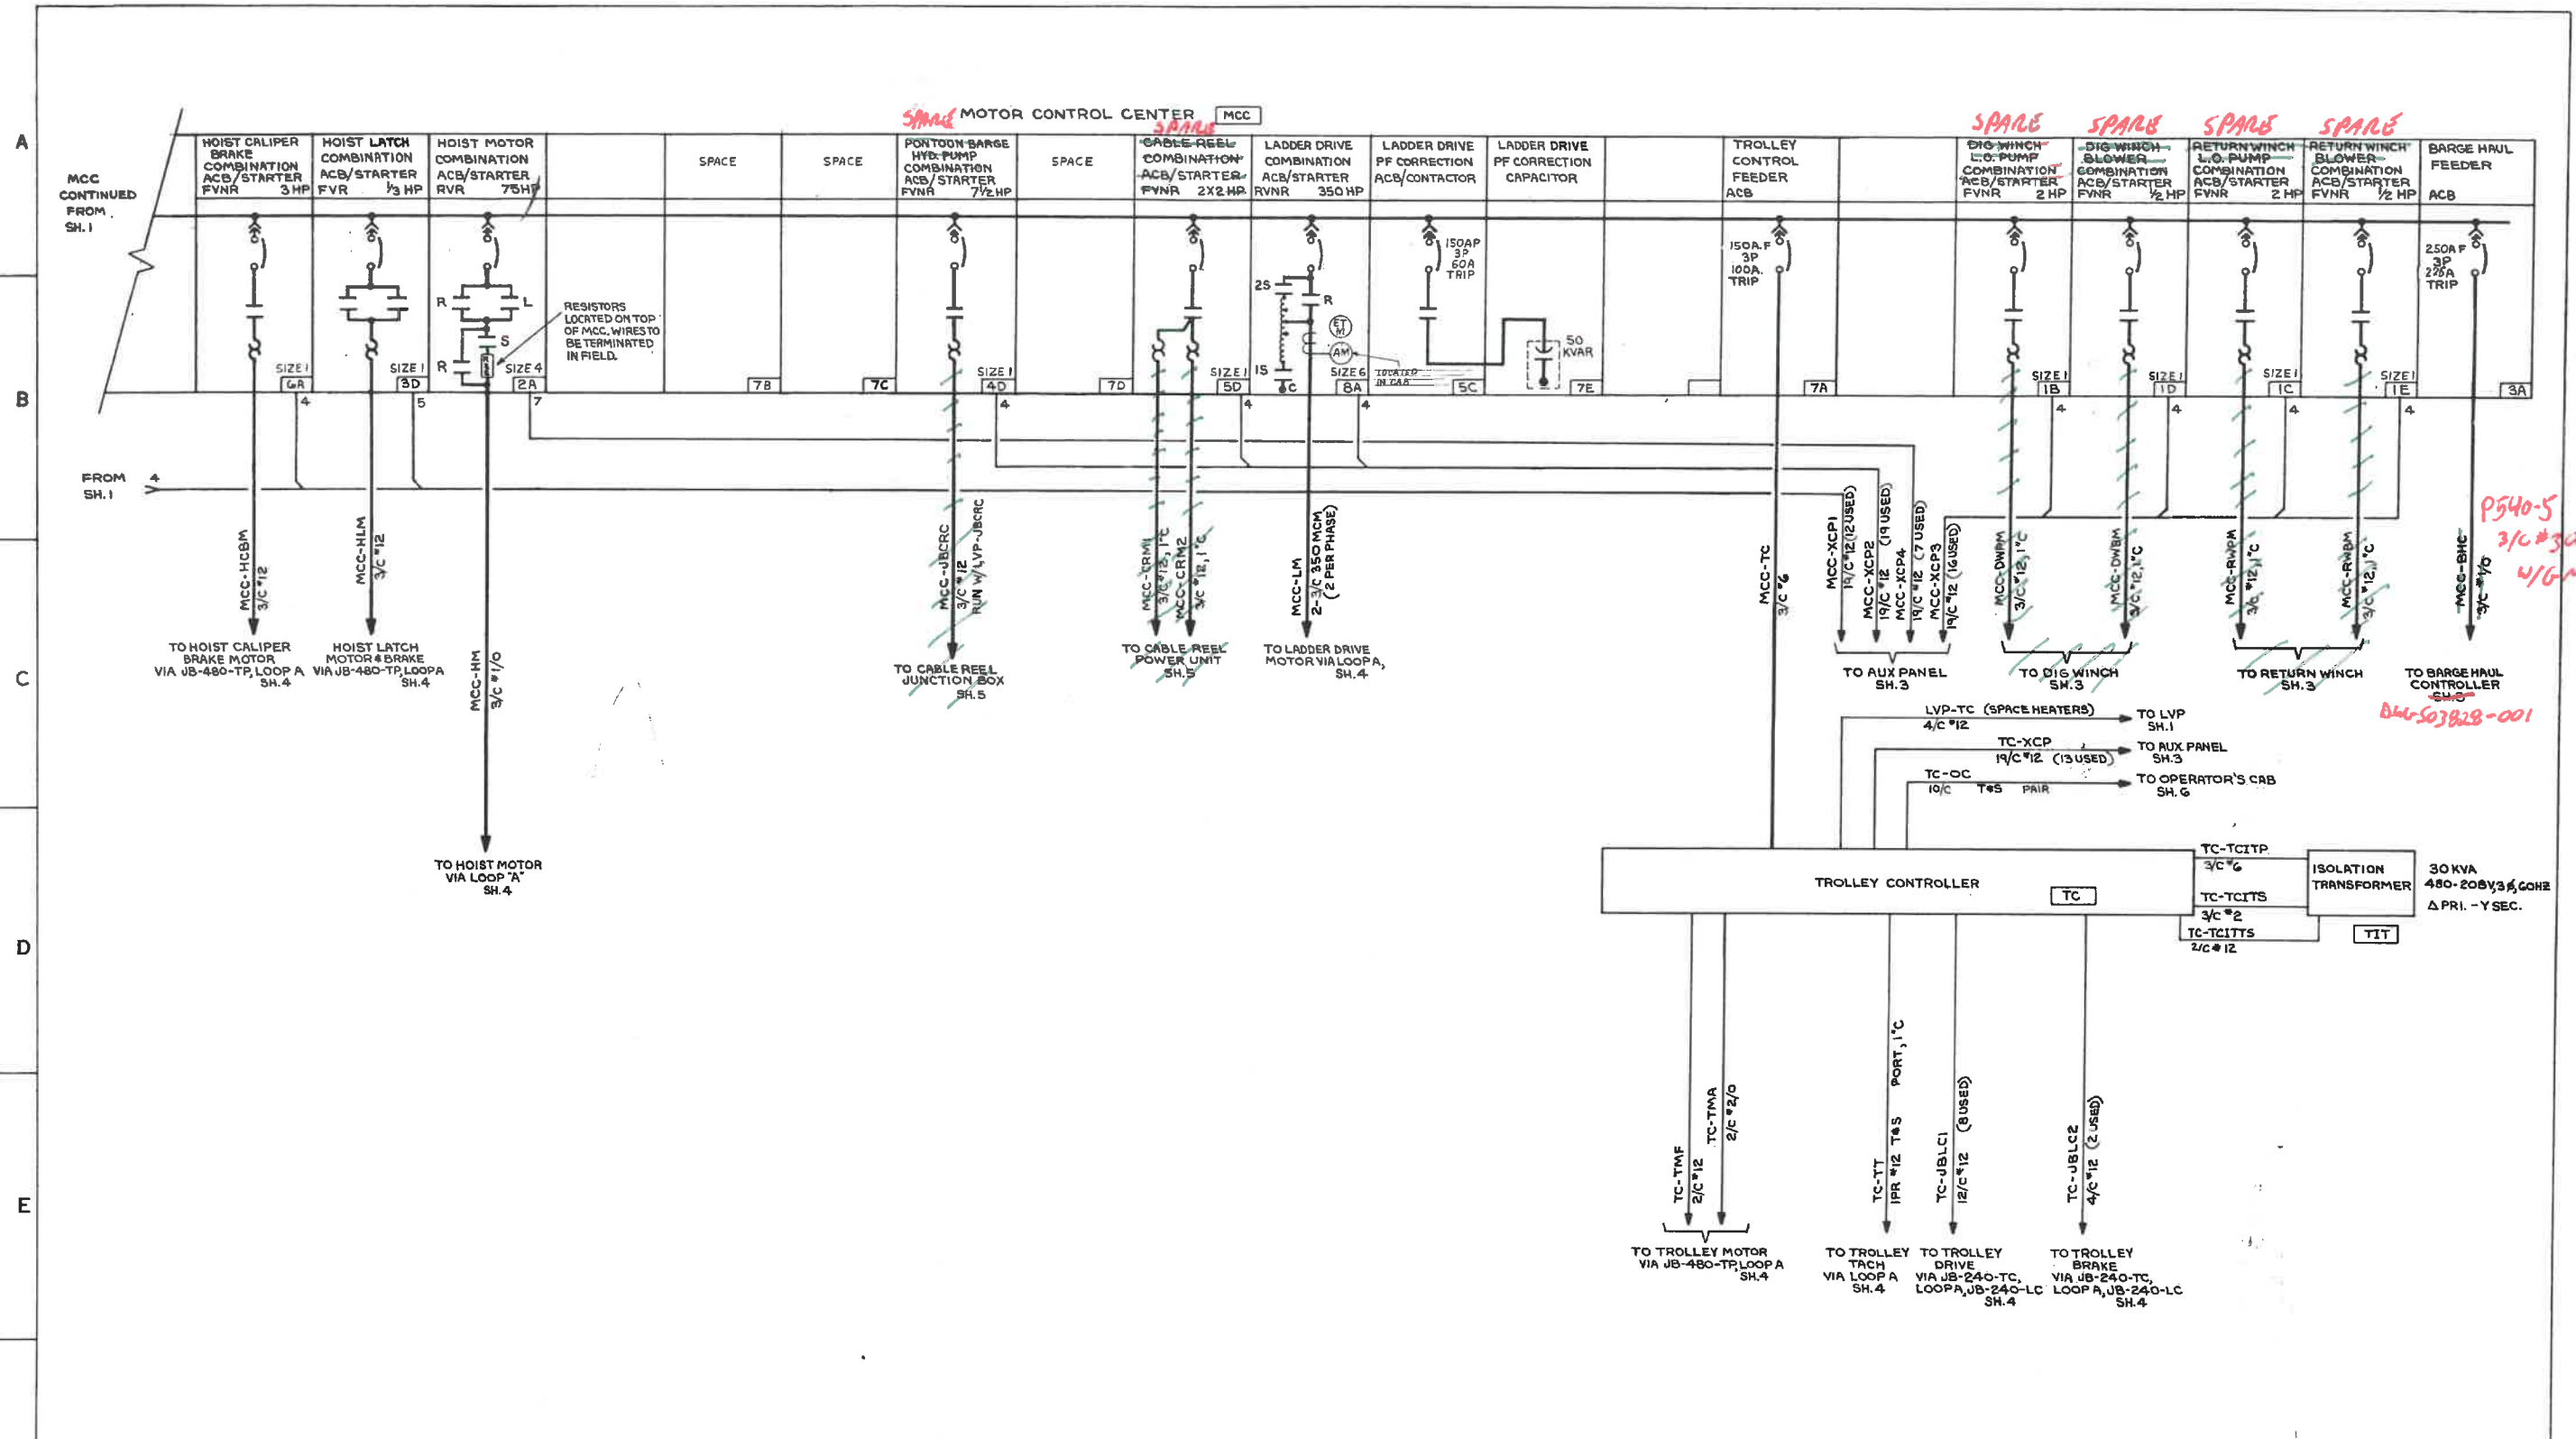 SPARE MOTOR CONTROL CENTER MCC
SPARE
SPARE
SPARE
SPARE
SPARE
A
B
C
D
E
MCC
CONTINUED
FROM
SH.1
HOIST CALIPER
BRAKE
COMBINATION
ACB/STARTER
FVNR 3 HP
HOIST LATCH
COMBINATION
ACB/STARTER
FVR 1/3 HP
HOIST MOTOR
COMBINATION
ACB/STARTER
RVR 75HP
SPACE
SPACE
PONTOON BARGE
HYD. PUMP
COMBINATION
ACB/STARTER
FVNR 7 1/2 HP
SPACE
CABLE REEL
COMBINATION
ACB/STARTER
FVNR 2X2 HP
LADDER DRIVE
COMBINATION
ACB/STARTER
RVNR 350 HP
LADDER DRIVE
PF CORRECTION
ACB/CONTACTOR
LADDER DRIVE
PF CORRECTION
CAPACITOR
TROLLEY
CONTROL
FEEDER
ACB
DIG WINCH
L.O. PUMP
COMBINATION
ACB/STARTER
FVNR 2 HP
DIG WINCH
BLOWER
COMBINATION
ACB/STARTER
FVNR 1/2 HP
RETURN WINCH
L.O. PUMP
COMBINATION
ACB/STARTER
FVNR 2 HP
RETURN WINCH
BLOWER
COMBINATION
ACB/STARTER
FVNR 1/2 HP
BARGE HAUL
FEEDER
ACB
150AP
3P
60A
TRIP
150A.F
3P
100A.
TRIP
250A F
3P
225A
TRIP
R
L
S
R
RESISTORS
LOCATED ON TOP
OF MCC. WIRES TO
BE TERMINATED
IN FIELD.
2S
R
ET
M
AM
1S
C
LOCATED
IN CAB
50
KVAR
SIZE 1
6A
SIZE 1
3D
SIZE 4
2A
7B
7C
SIZE 1
4D
7D
SIZE 1
5D
SIZE 6
8A
5C
7E
7A
SIZE 1
1B
SIZE 1
1D
SIZE 1
1C
SIZE 1
1E
3A
4
5
7
4
4
4
4
4
4
4
FROM
SH.1
4
MCC-HCBM
3/C #12
MCC-HLM
3/C #12
MCC-HM
3/C #1/0
MCC-JBCRC
3/C #12
RUN W/LVP-JBCRC
MCC-CRM1
3/C #12, 1"C
MCC-CRM2
3/C #12, 1"C
MCC-LM
2-3/C 350 MCM
(2 PER PHASE)
MCC-TC
3/C #6
MCC-XCP1
19/C #12 (12 USED)
MCC-XCP2
19/C #12 (19 USED)
MCC-XCP4
19/C #12 (7 USED)
MCC-XCP3
19/C #12 (16 USED)
MCC-DWPM
3/C #12, 1"C
MCC-DWBM
3/C #12, 1"C
MCC-RWPM
3/C #12, 1"C
MCC-RWBM
3/C #12, 1"C
MCC-BHC
3/C #1/0
P540-5
W/
TO HOIST CALIPER
BRAKE MOTOR
VIA JB-480-TP, LOOP A
SH.4
HOIST LATCH
MOTOR & BRAKE
VIA JB-480-TP, LOOP A
SH.4
TO CABLE REEL
JUNCTION BOX
SH.5
TO CABLE REEL
POWER UNIT
SH.5
TO LADDER DRIVE
MOTOR VIA LOOP A,
SH.4
TO AUX PANEL
SH.3
TO DIG WINCH
SH.3
TO RETURN WINCH
SH.3
TO BARGE HAUL
CONTROLLER
DWG-503828-001
LVP-TC (SPACE HEATERS)
4/C #12
TO LVP
SH.1
TC-XCP
19/C #12 (13 USED)
TO AUX PANEL
SH.3
TC-OC
10/C T&S PAIR
TO OPERATOR'S CAB
SH.6
TO HOIST MOTOR
VIA LOOP "A"
SH.4
TROLLEY CONTROLLER
TC
TC-TCITP
3/C #6
TC-TCITS
3/C #2
TC-TCITTS
2/C #12
ISOLATION
TRANSFORMER
TIT
30 KVA
480-208V, 3Ø, 60HZ
Δ PRI. - Y SEC.
TC-TMF
2/C #12
TC-TMA
2/C #2/0
TC-TT
1PR #12 T&S PORT, 1"C
TC-JBLC1
12/C #12 (8 USED)
TC-JBLC2
4/C #12 (2 USED)
TO TROLLEY MOTOR
VIA JB-480-TP, LOOP A
SH.4
TO TROLLEY
TACH
VIA LOOP A
SH.4
TO TROLLEY
DRIVE
VIA JB-240-TC,
LOOP A, JB-240-LC
SH.4
TO TROLLEY
BRAKE
VIA JB-240-TC,
LOOP A, JB-240-LC
SH.4